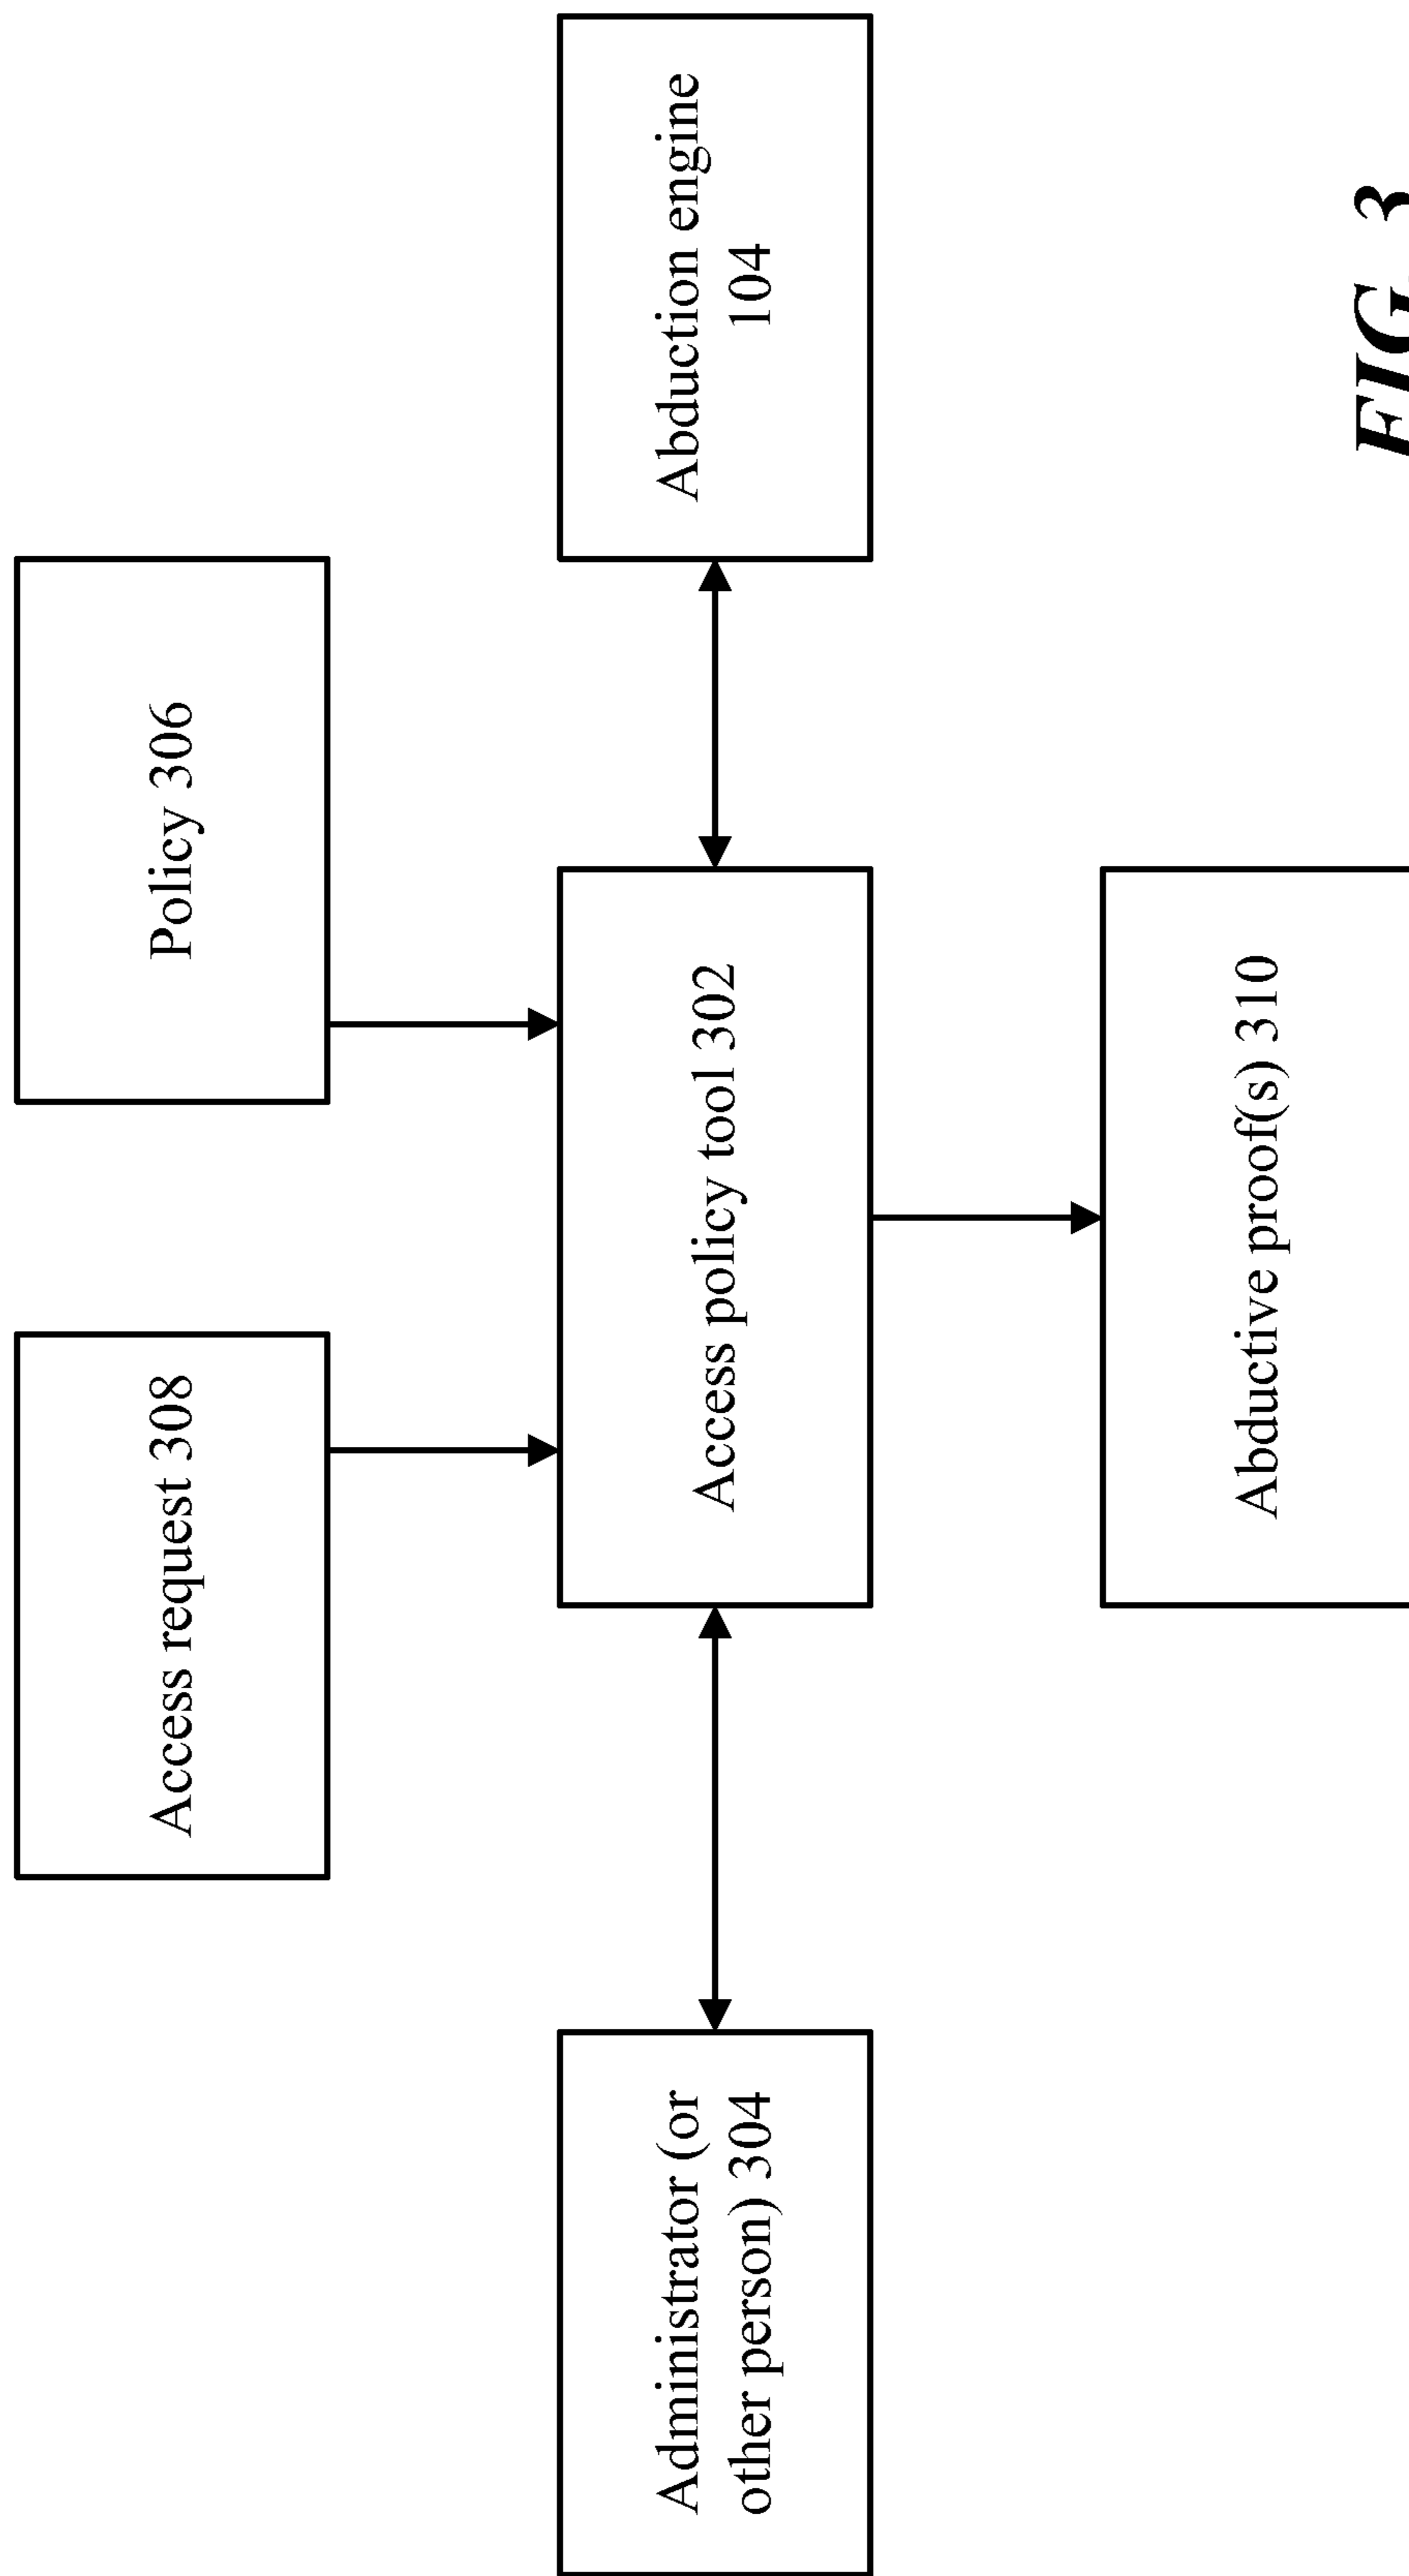 Access request 308
Policy 306
Administrator (or
other person) 304
Access policy tool 302
Abduction engine
104
Abductive proof(s) 310
FIG. 3